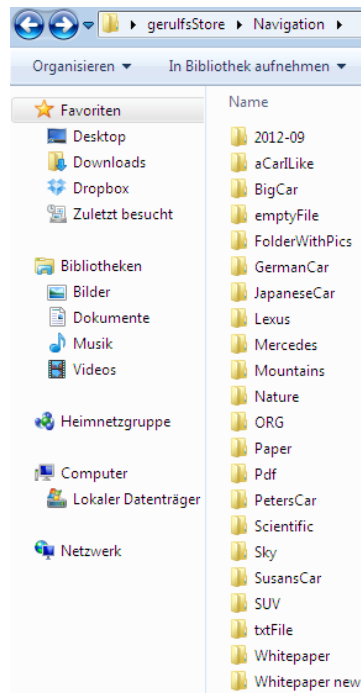 gerulfsStore Navigation
Organisieren In Bibliothek aufnehmen
Favoriten
Desktop
Downloads
Dropbox
Zuletzt besucht
Bibliotheken
Bilder
Dokumente
Musik
Videos
Heimnetzgruppe
Computer
Lokaler Datenträger
Netzwerk
Name
2012-09
aCarILike
BigCar
emptyFile
FolderWithPics
GermanCar
JapaneseCar
Lexus
Mercedes
Mountains
Nature
ORG
Paper
Pdf
PetersCar
Scientific
Sky
SusansCar
SUV
txtFile
Whitepaper
Whitepaper new